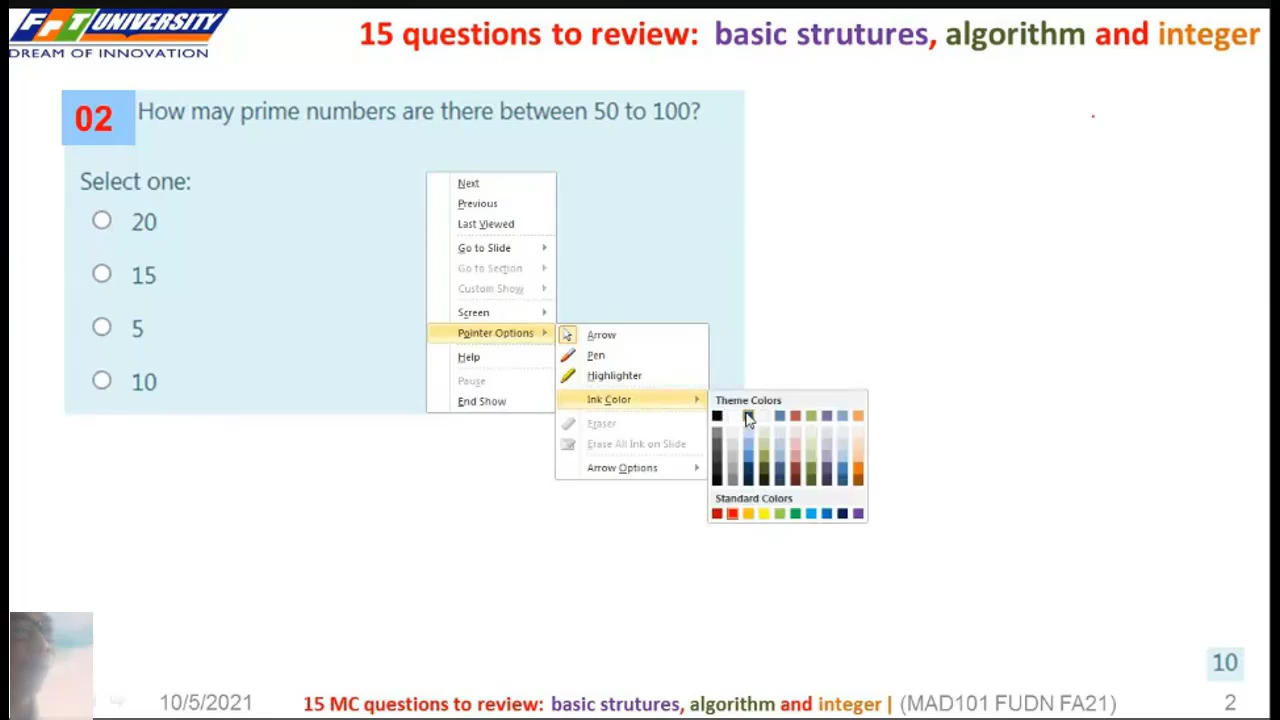 FPT UNIVERSITY
DREAM OF INNOVATION
15 questions to review: basic strutures, algorithm and integer
02 How may prime numbers are there between 50 to 100?
Select one:
20
15
5
10
Next
Previous
Last Viewed
Go to Slide
Go to Section
Custom Show
Screen
Pointer Options
Help
Pause
End Show
Arrow
Pen
Highlighter
Ink Color
Eraser
Erase All Ink on Slide
Arrow Options
Theme Colors
Standard Colors
10
10/5/2021
15 MC questions to review: basic strutures, algorithm and integer | (MAD101 FUDN FA21)
2